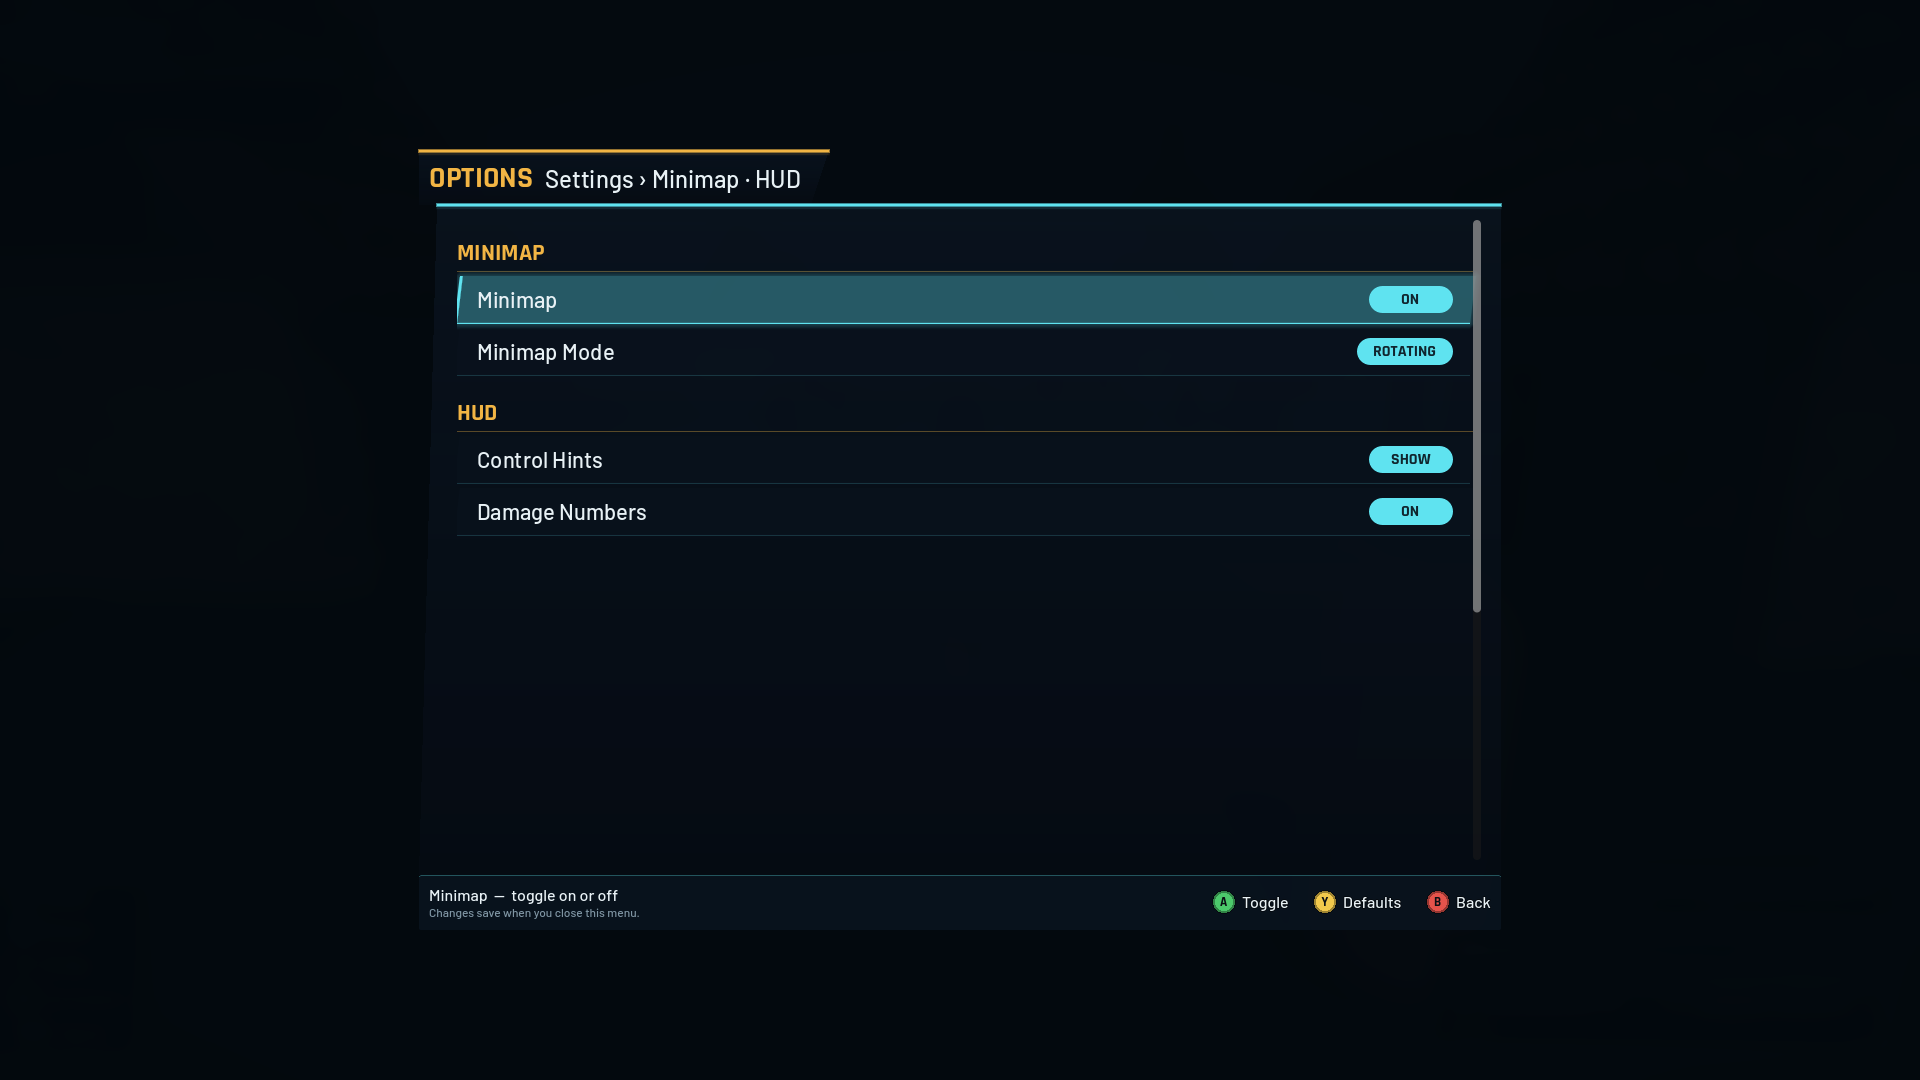 OPTIONS Settings › Minimap · HUD
MINIMAP
Minimap ON
Minimap Mode ROTATING
HUD
Control Hints SHOW
Damage Numbers ON
Minimap — toggle on or off
Changes save when you close this menu.
A Toggle Y Defaults B Back